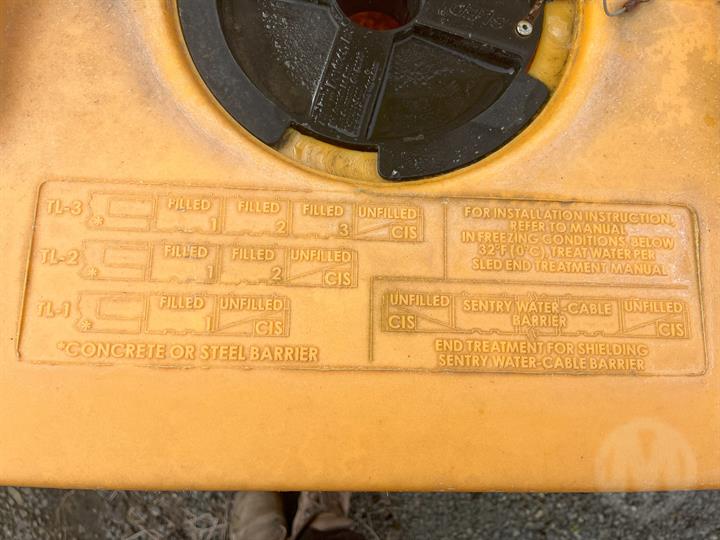 TL-3 * FILLED 1 FILLED 2 FILLED 3 UNFILLED CIS
TL-2 * FILLED 1 FILLED 2 UNFILLED CIS
TL-1 * FILLED 1 UNFILLED CIS
*CONCRETE OR STEEL BARRIER
FOR INSTALLATION INSTRUCTION
REFER TO MANUAL
IN FREEZING CONDITIONS, BELOW
32°F (0°C), TREAT WATER PER
SLED END TREATMENT MANUAL
UNFILLED CIS
SENTRY WATER-CABLE
BARRIER
UNFILLED CIS
END TREATMENT FOR SHIELDING
SENTRY WATER-CABLE BARRIER
M